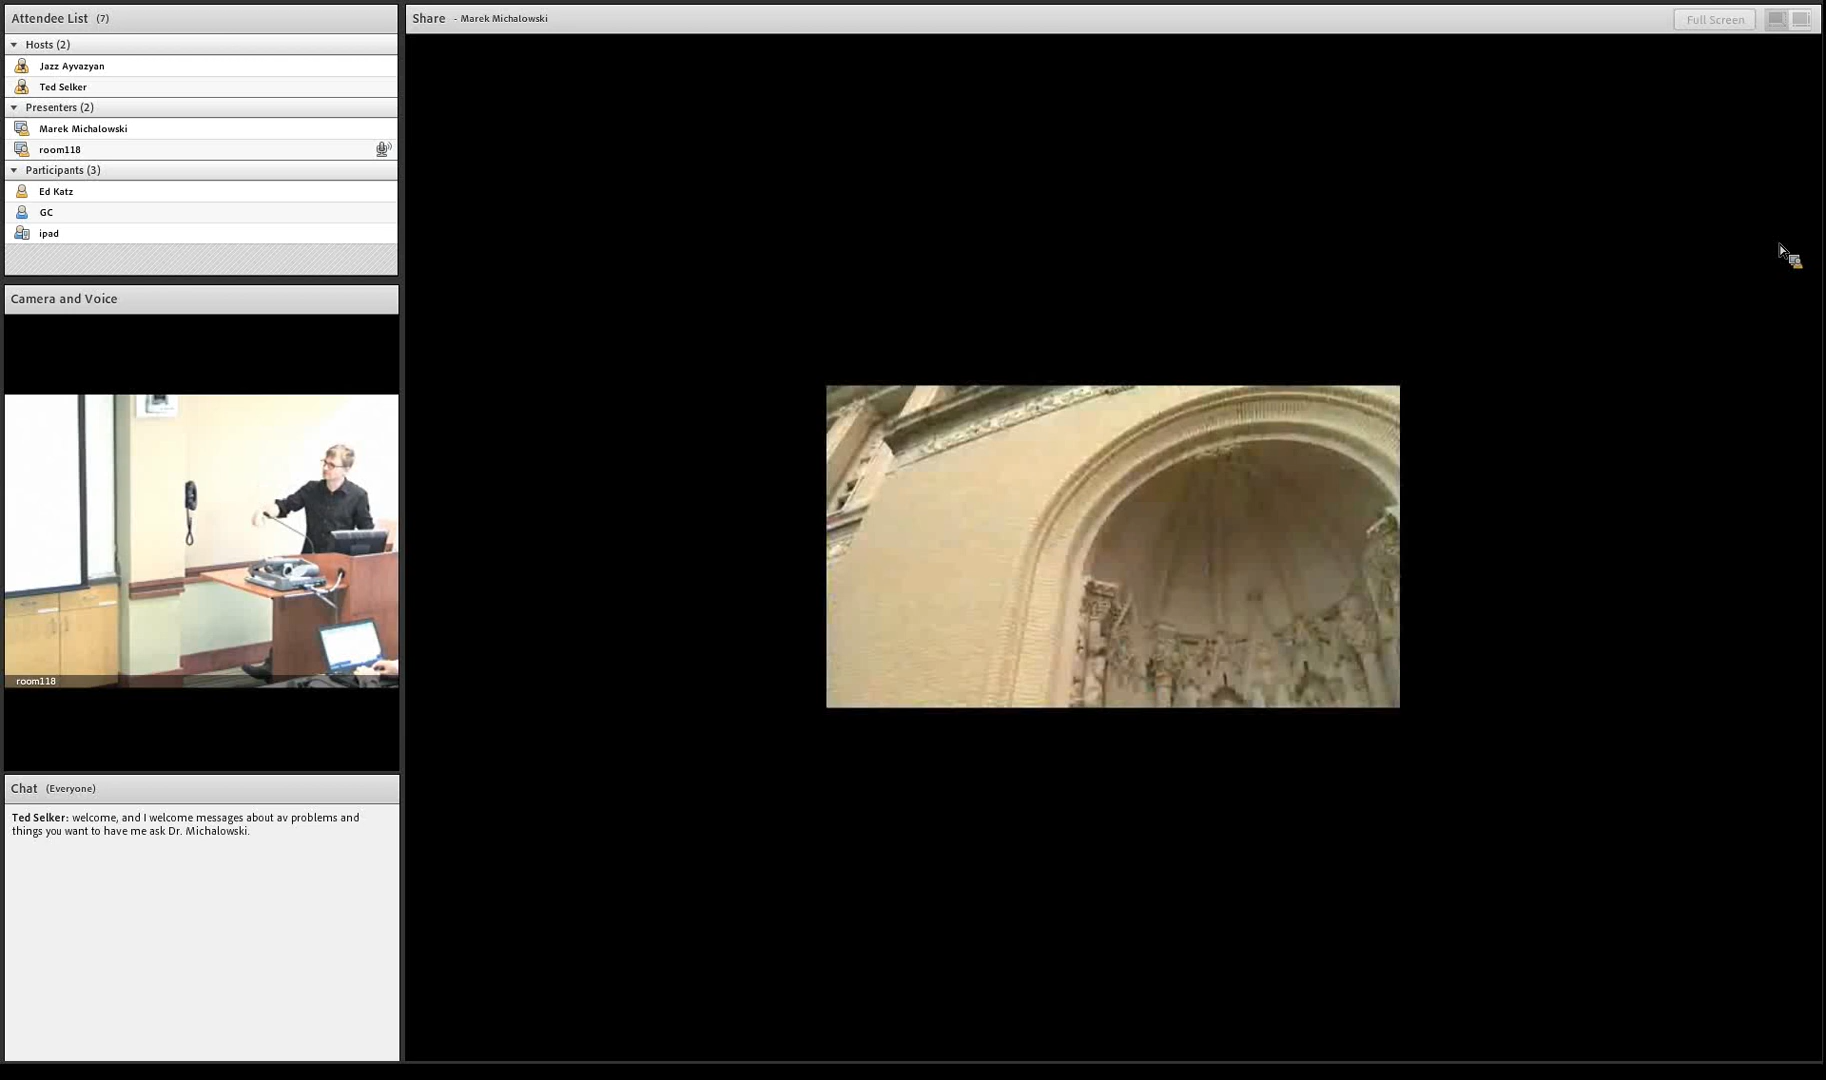 Attendee List (7)
Hosts (2)
Jazz Ayvazyan
Ted Selker
Presenters (2)
Marek Michalowski
room118
Participants (3)
Ed Katz
GC
ipad
Camera and Voice
room118
Chat (Everyone)
Ted Selker: welcome, and I welcome messages about av problems and
things you want to have me ask Dr. Michalowski.
Share - Marek Michalowski
Full Screen